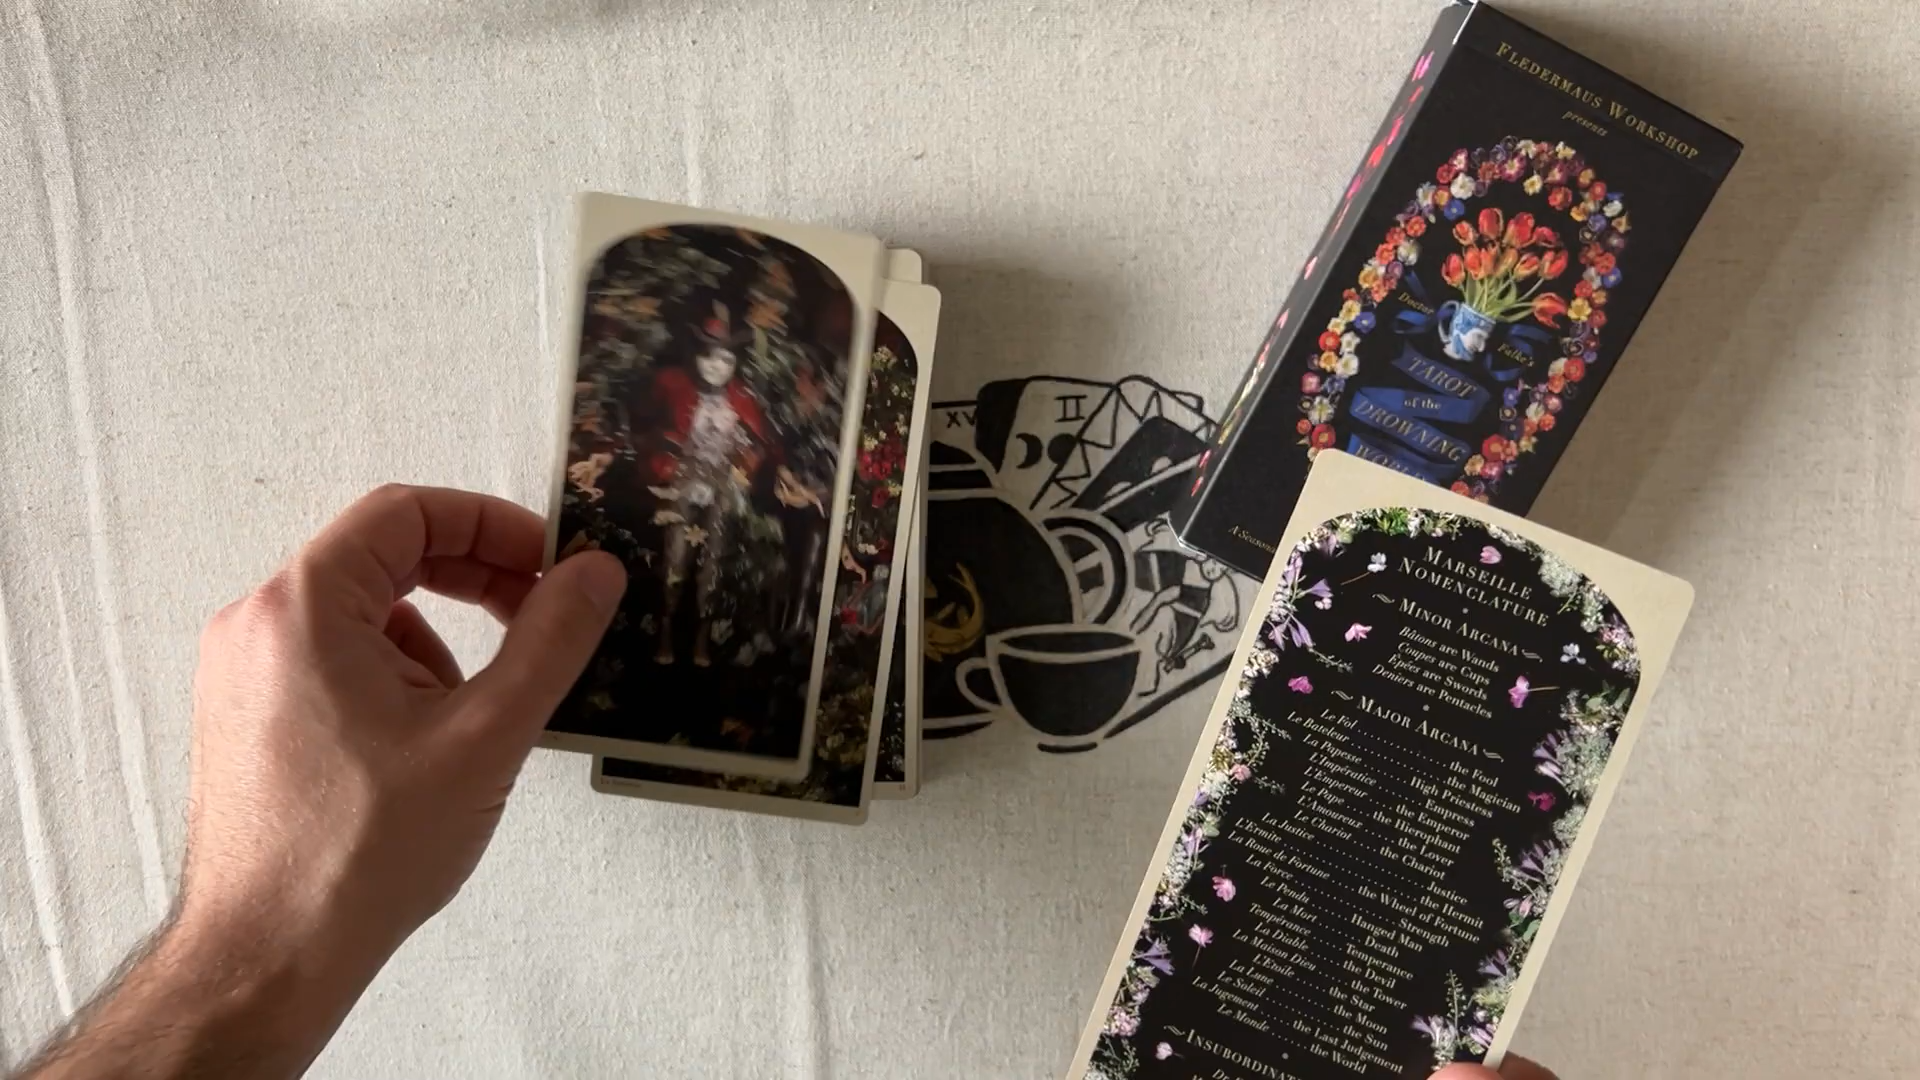 FLEDERMAUS WORKSHOP
presents
Doctor
Falke's
TAROT
of the
DROWNING
WORLD
XV
II
MARSEILLE
NOMENCLATURE
MINOR ARCANA
Bâtons are Wands
Coupes are Cups
Épées are Swords
Deniers are Pentacles
MAJOR ARCANA
Le Fol .......... the Fool
Le Bateleur .......... the Magician
La Papesse .......... High Priestess
L'Impératrice .......... Empress
L'Empereur .... the Emperor
Le Pape .... the Hierophant
L'Amoureux .... the Lover
Le Chariot .... the Chariot
La Justice .......... Justice
L'Ermite .......... the Hermit
La Roue de Fortune .... the Wheel of Fortune
La Force .......... Strength
Le Pendu .... Hanged Man
La Mort .......... Death
Tempérance ..... Temperance
La Diable ..... the Devil
La Maison Dieu ..... the Tower
L'Etoile ..... the Star
La Lune ..... the Moon
Le Soleil ..... the Sun
La Jugement ..... the Last Judgement
Le Monde ..... the World